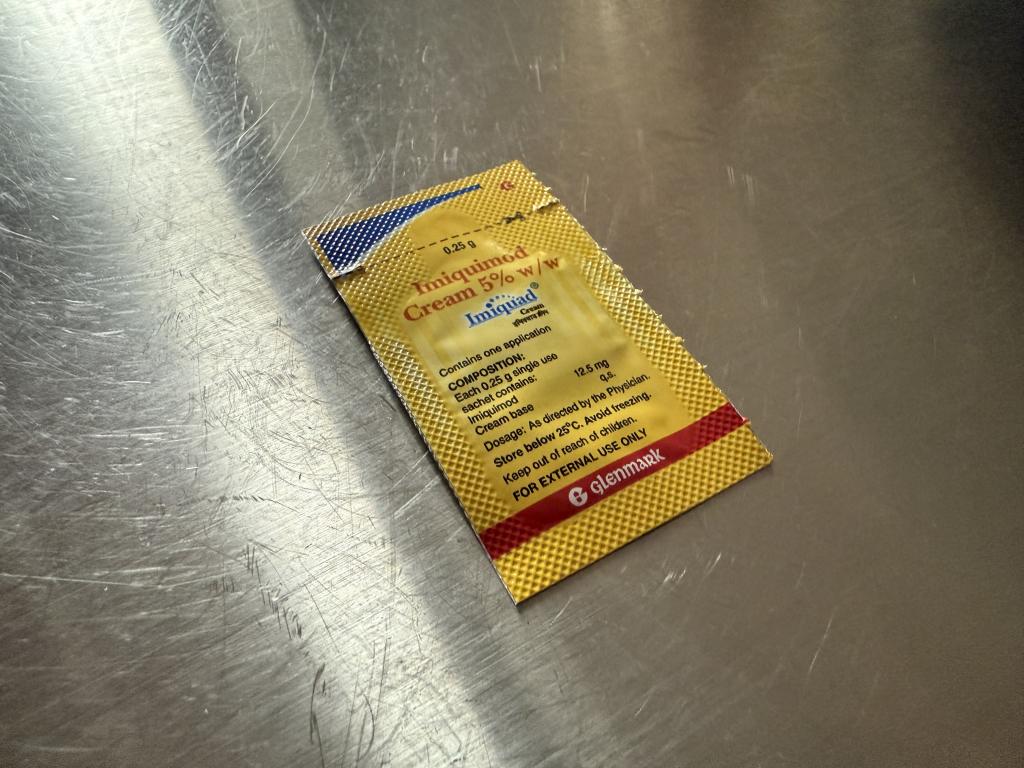 G
0.25 g
Imiquimod
Cream 5% w/w
Imiquad®
Cream
Contains one application
COMPOSITION:
Each 0.25 g single use
sachet contains:
Imiquimod 12.5 mg
Cream base q.s.
Dosage: As directed by the Physician.
Store below 25°C. Avoid freezing.
Keep out of reach of children.
FOR EXTERNAL USE ONLY
G glenmark